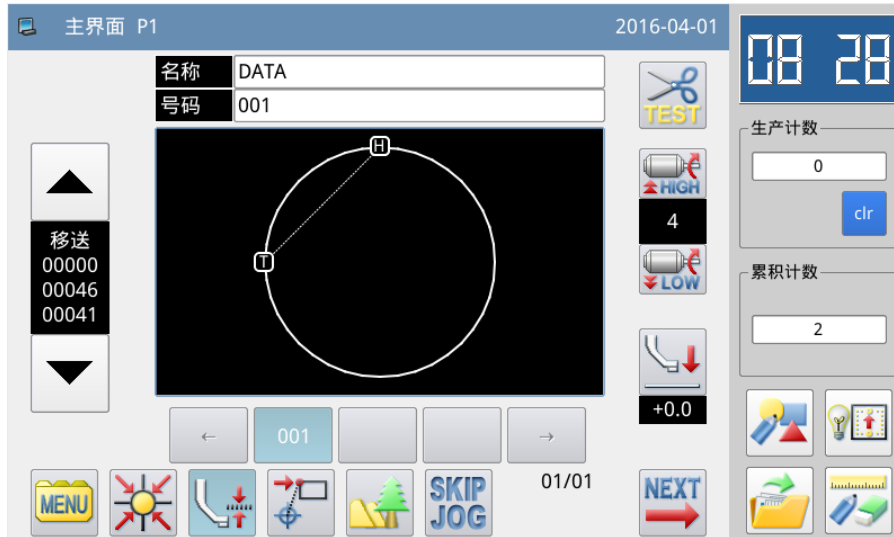 主界面 P1
2016-04-01
08 28
名称
DATA
号码
001
TEST
H
T
移送
00000
00046
00041
HIGH
4
LOW
+0.0
生产计数
0
clr
累积计数
2
←
001
→
01/01
MENU
SKIP
JOG
NEXT